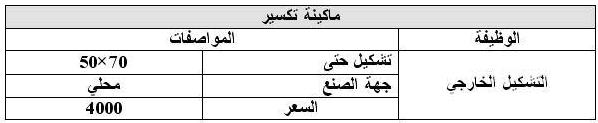 ماكينة تكسير
الوظيفة المواصفات
التشكيل الخارجي
تشكيل حتى 70×50
جهة الصنع محلي
السعر 4000